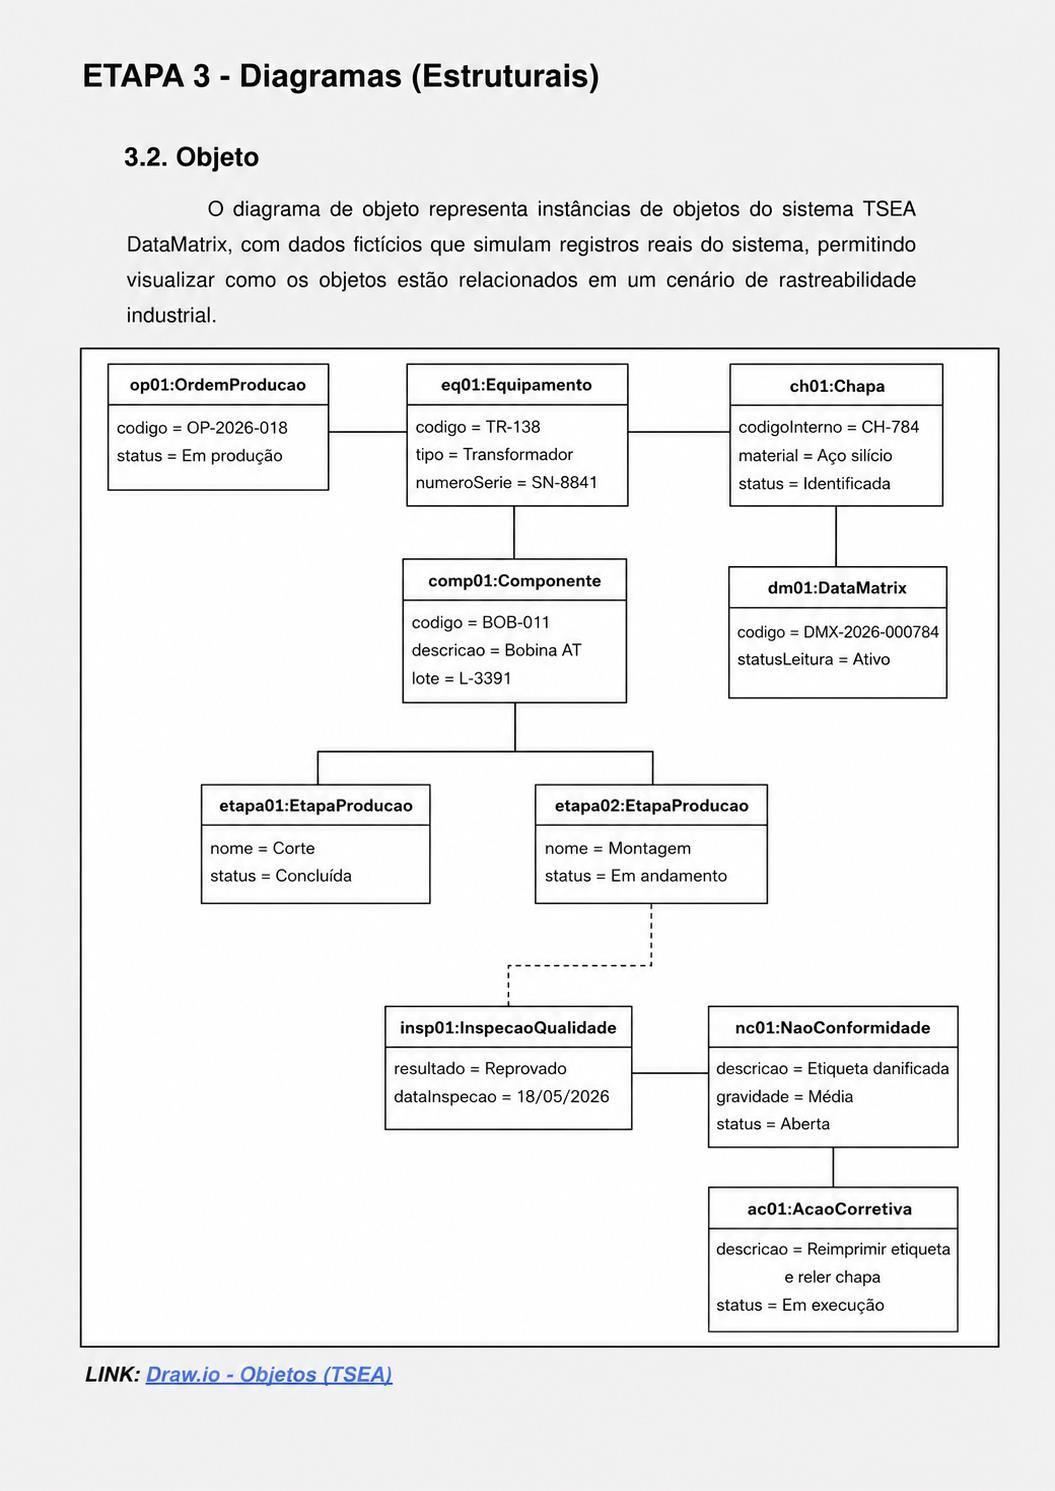 ETAPA 3 - Diagramas (Estruturais)
3.2. Objeto
O diagrama de objeto representa instâncias de objetos do sistema TSEA
DataMatrix, com dados fictícios que simulam registros reais do sistema, permitindo
visualizar como os objetos estão relacionados em um cenário de rastreabilidade
industrial.
op01:OrdemProducao
codigo = OP-2026-018
status = Em produção
eq01:Equipamento
codigo = TR-138
tipo = Transformador
numeroSerie = SN-8841
ch01:Chapa
codigoInterno = CH-784
material = Aço silício
status = Identificada
comp01:Componente
codigo = BOB-011
descricao = Bobina AT
lote = L-3391
dm01:DataMatrix
codigo = DMX-2026-000784
statusLeitura = Ativo
etapa01:EtapaProducao
nome = Corte
status = Concluída
etapa02:EtapaProducao
nome = Montagem
status = Em andamento
insp01:InspecaoQualidade
resultado = Reprovado
dataInspecao = 18/05/2026
nc01:NaoConformidade
descricao = Etiqueta danificada
gravidade = Média
status = Aberta
ac01:AcaoCorretiva
descricao = Reimprimir etiqueta
e reler chapa
status = Em execução
LINK: Draw.io - Objetos (TSEA)